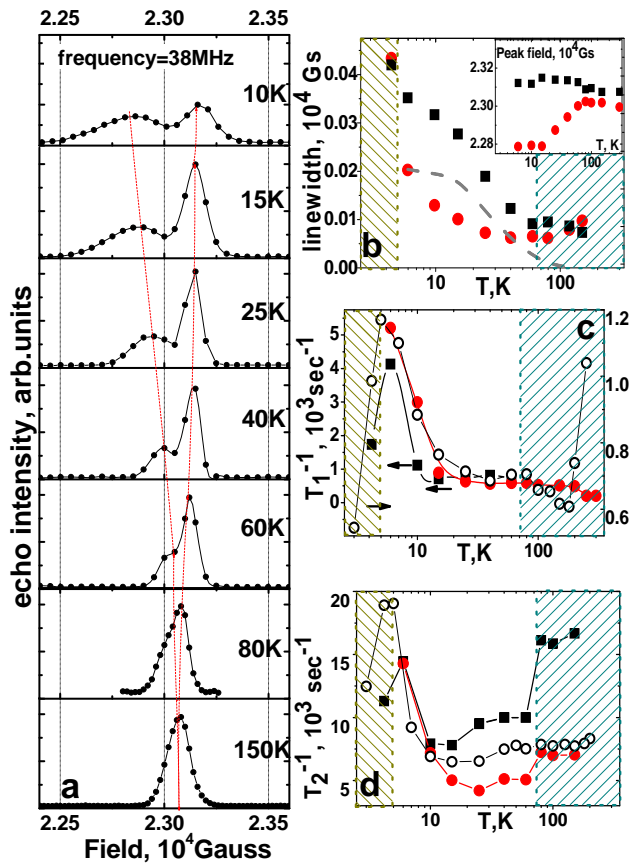 2.25 2.30 2.35
frequency=38MHz
10K
15K
25K
40K
60K
80K
150K
echo intensity, arb.units
a
2.25 2.30 2.35
Field, 10⁴Gauss
0.04
0.03
0.02
0.01
0.00
linewidth, 10⁴ Gs
b
10 100
T,K
Peak field, 10⁴Gs
2.32
2.30
2.28
10 100
T, K
5
4
3
2
1
0
T₁⁻¹, 10³sec⁻¹
c
1.2
1.0
0.8
0.6
10 100
T,K
20
15
10
5
T₂⁻¹, 10³ sec⁻¹
d
10 100
T,K